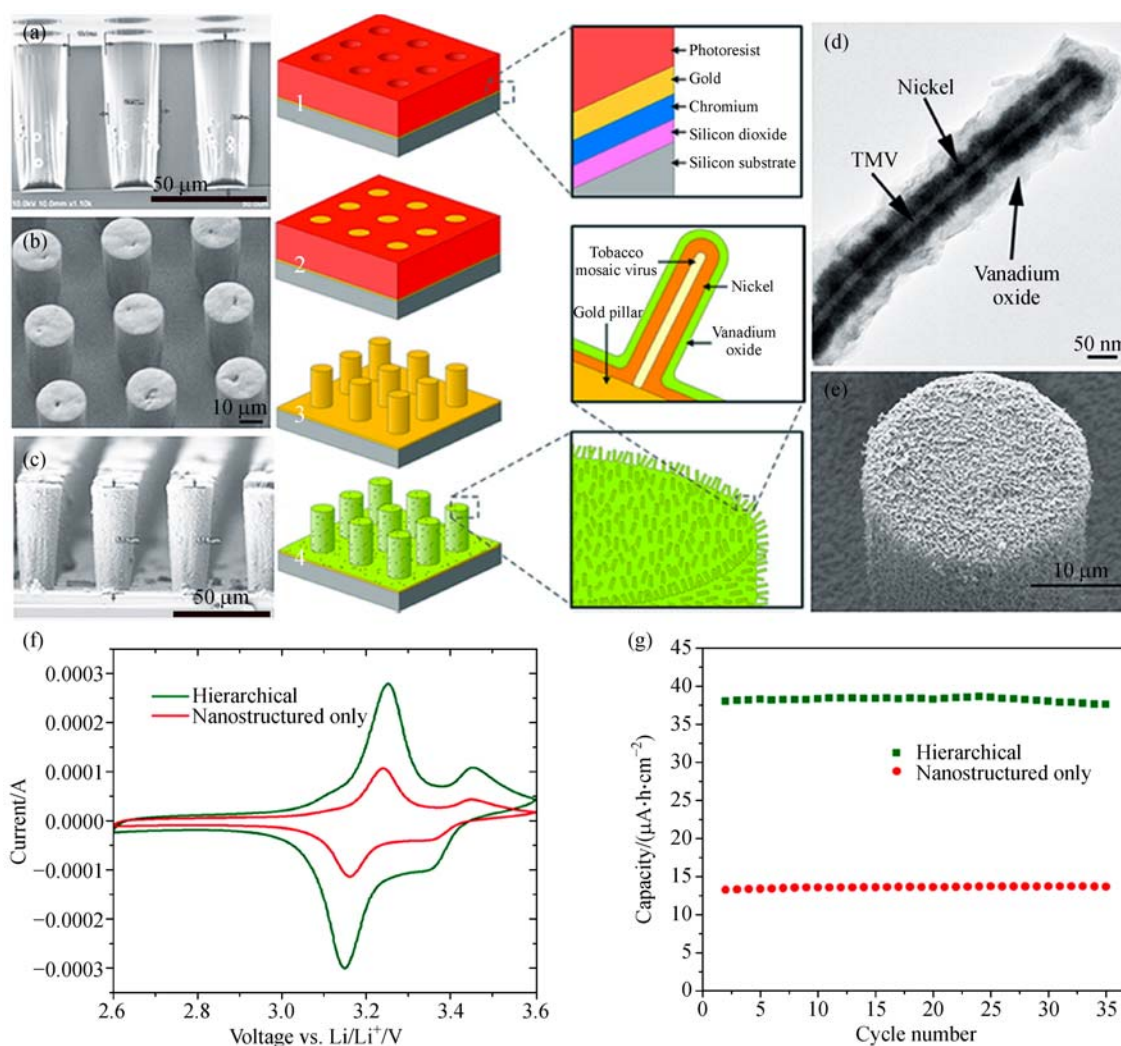 (a)
50 μm
(b)
10 μm
(c)
50 μm
1
2
3
4
Photoresist
Gold
Chromium
Silicon dioxide
Silicon substrate
Tobacco
mosaic virus
Nickel
Gold pillar
Vanadium
oxide
(d)
Nickel
TMV
Vanadium
oxide
50 nm
(e)
10 μm
(f)
Hierarchical
Nanostructured only
0.0003
0.0002
0.0001
0.0000
−0.0001
−0.0002
−0.0003
Current/A
2.6
2.8
3.0
3.2
3.4
3.6
Voltage vs. Li/Li⁺/V
(g)
Hierarchical
Nanostructured only
45
40
35
30
25
20
15
10
5
0
Capacity/(μA·h·cm⁻²)
0
5
10
15
20
25
30
35
Cycle number